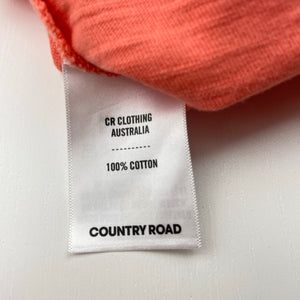 CR CLOTHING
AUSTRALIA
100% COTTON
COUNTRY ROAD